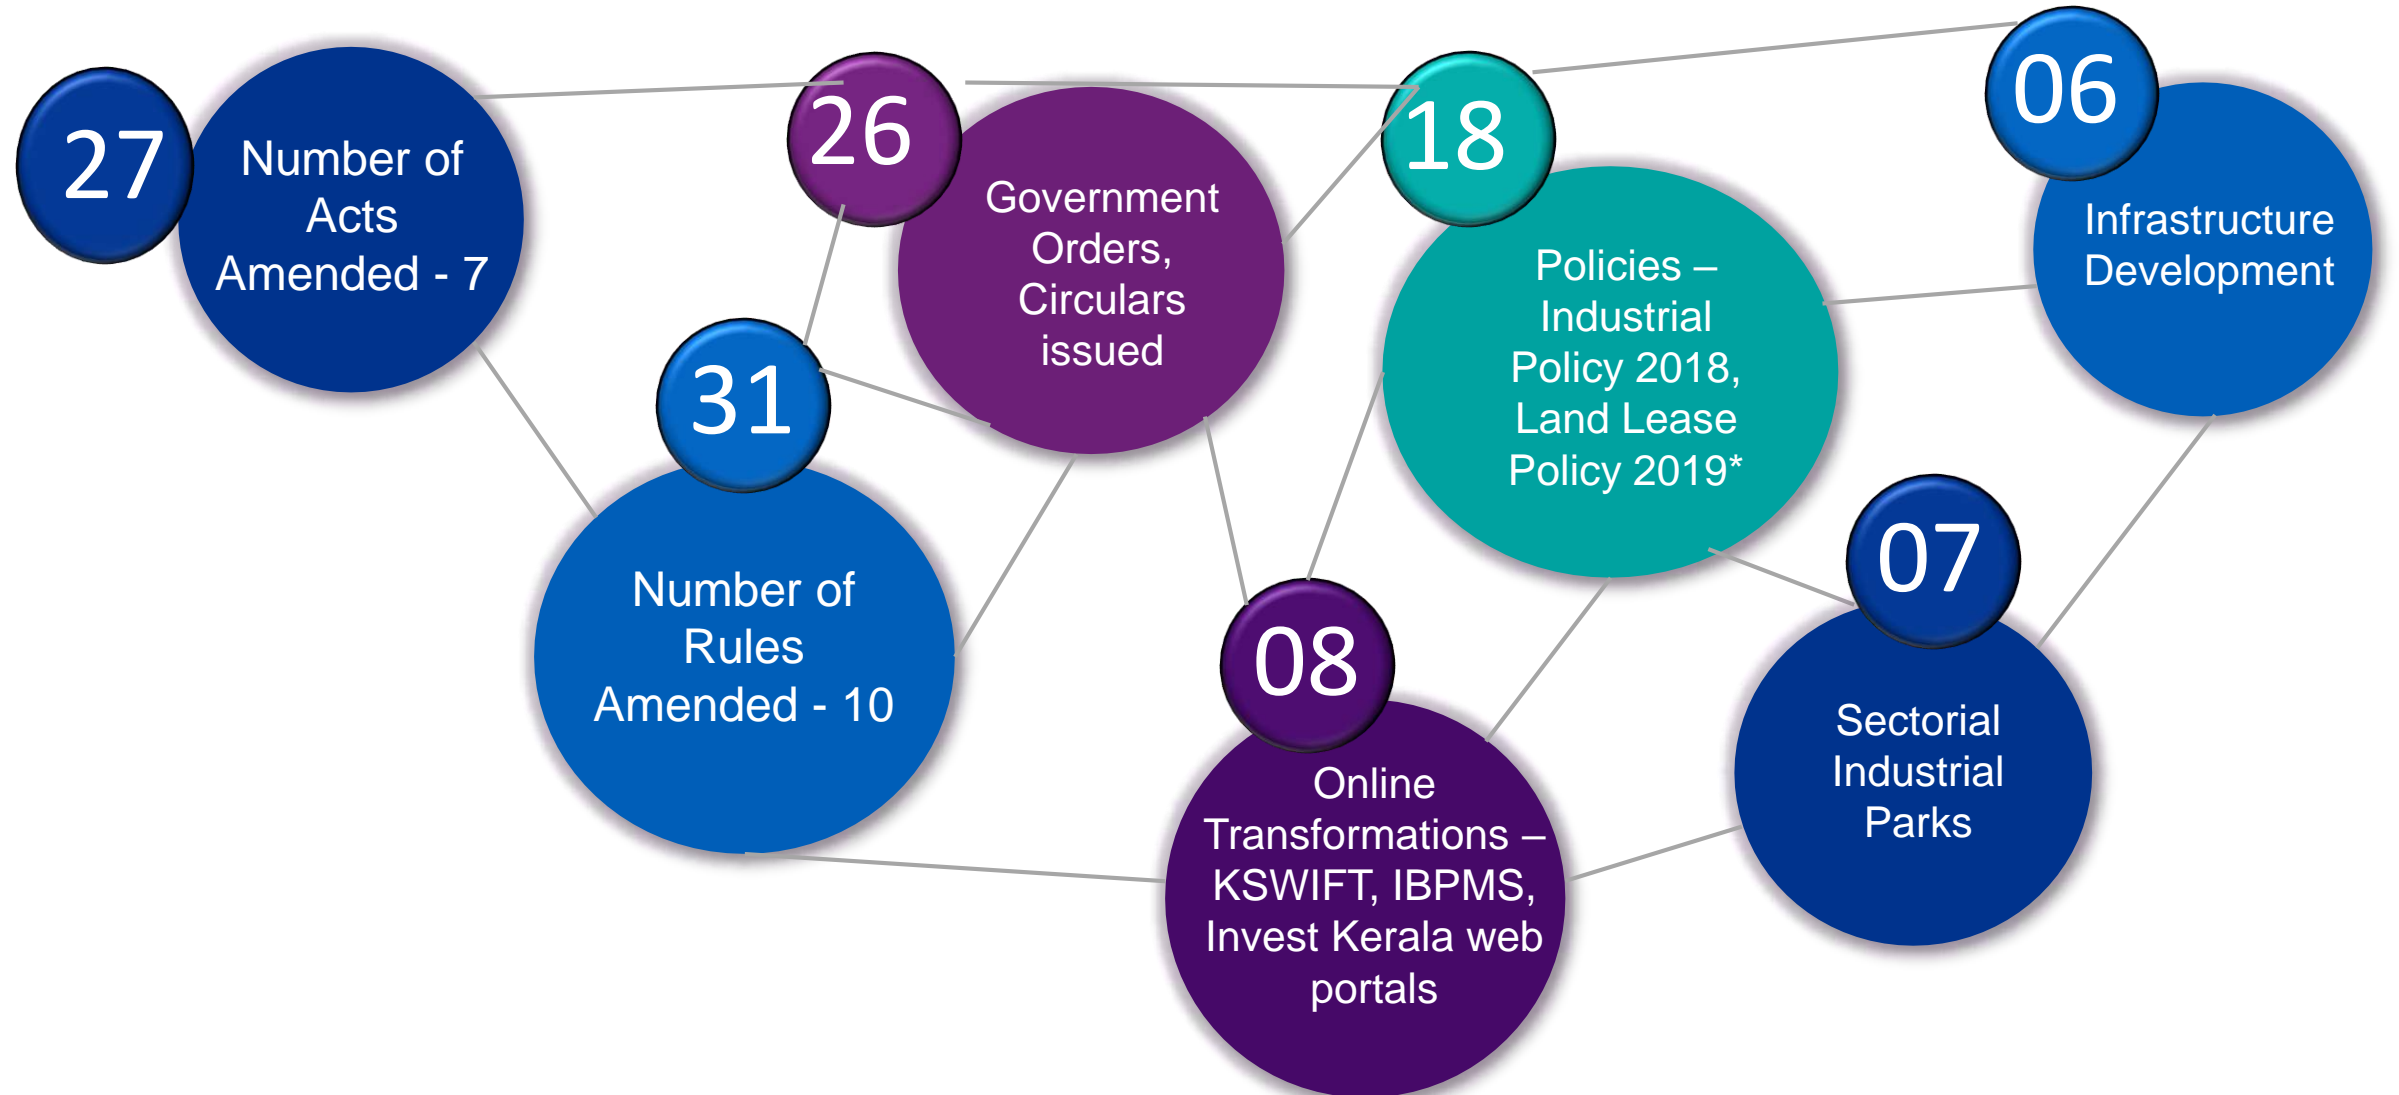 27
Number of
Acts
Amended - 7
26
Government
Orders,
Circulars
issued
18
Policies –
Industrial
Policy 2018,
Land Lease
Policy 2019*
06
Infrastructure
Development
31
Number of
Rules
Amended - 10
08
Online
Transformations –
KSWIFT, IBPMS,
Invest Kerala web
portals
07
Sectorial
Industrial
Parks